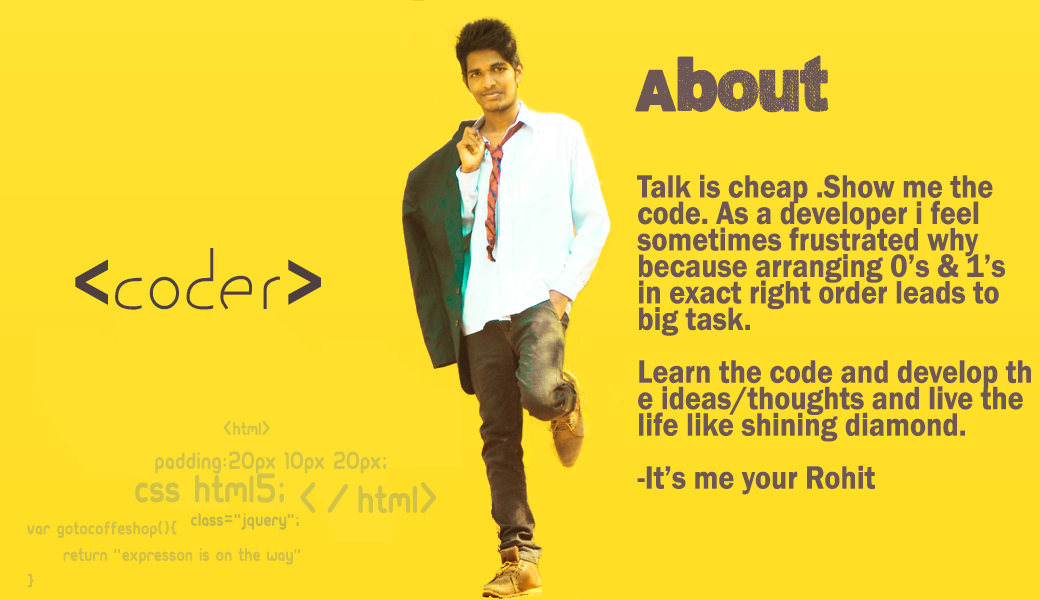 <coder>
<html>
padding:20px 10px 20px;
css html5;
</html>
class="jquery";
var gotocoffeshop(){
return "expresson is on the way"
}
About
Talk is cheap .Show me the
code. As a developer i feel
sometimes frustrated why
because arranging 0's & 1's
in exact right order leads to
big task.
Learn the code and develop th
e ideas/thoughts and live the
life like shining diamond.
-It's me your Rohit